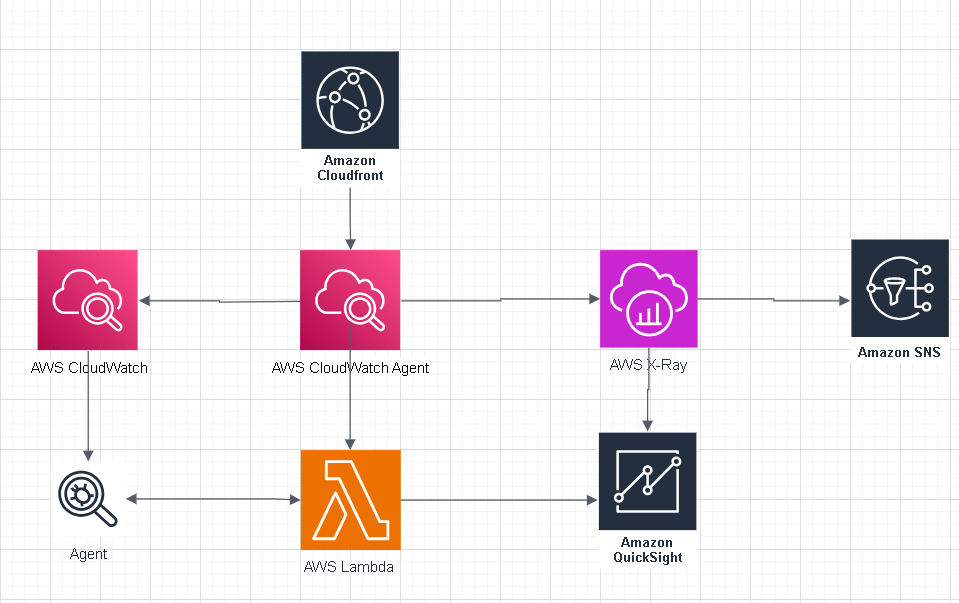 Amazon
Cloudfront
AWS CloudWatch
AWS CloudWatch Agent
AWS X-Ray
Amazon SNS
Agent
AWS Lambda
Amazon
QuickSight